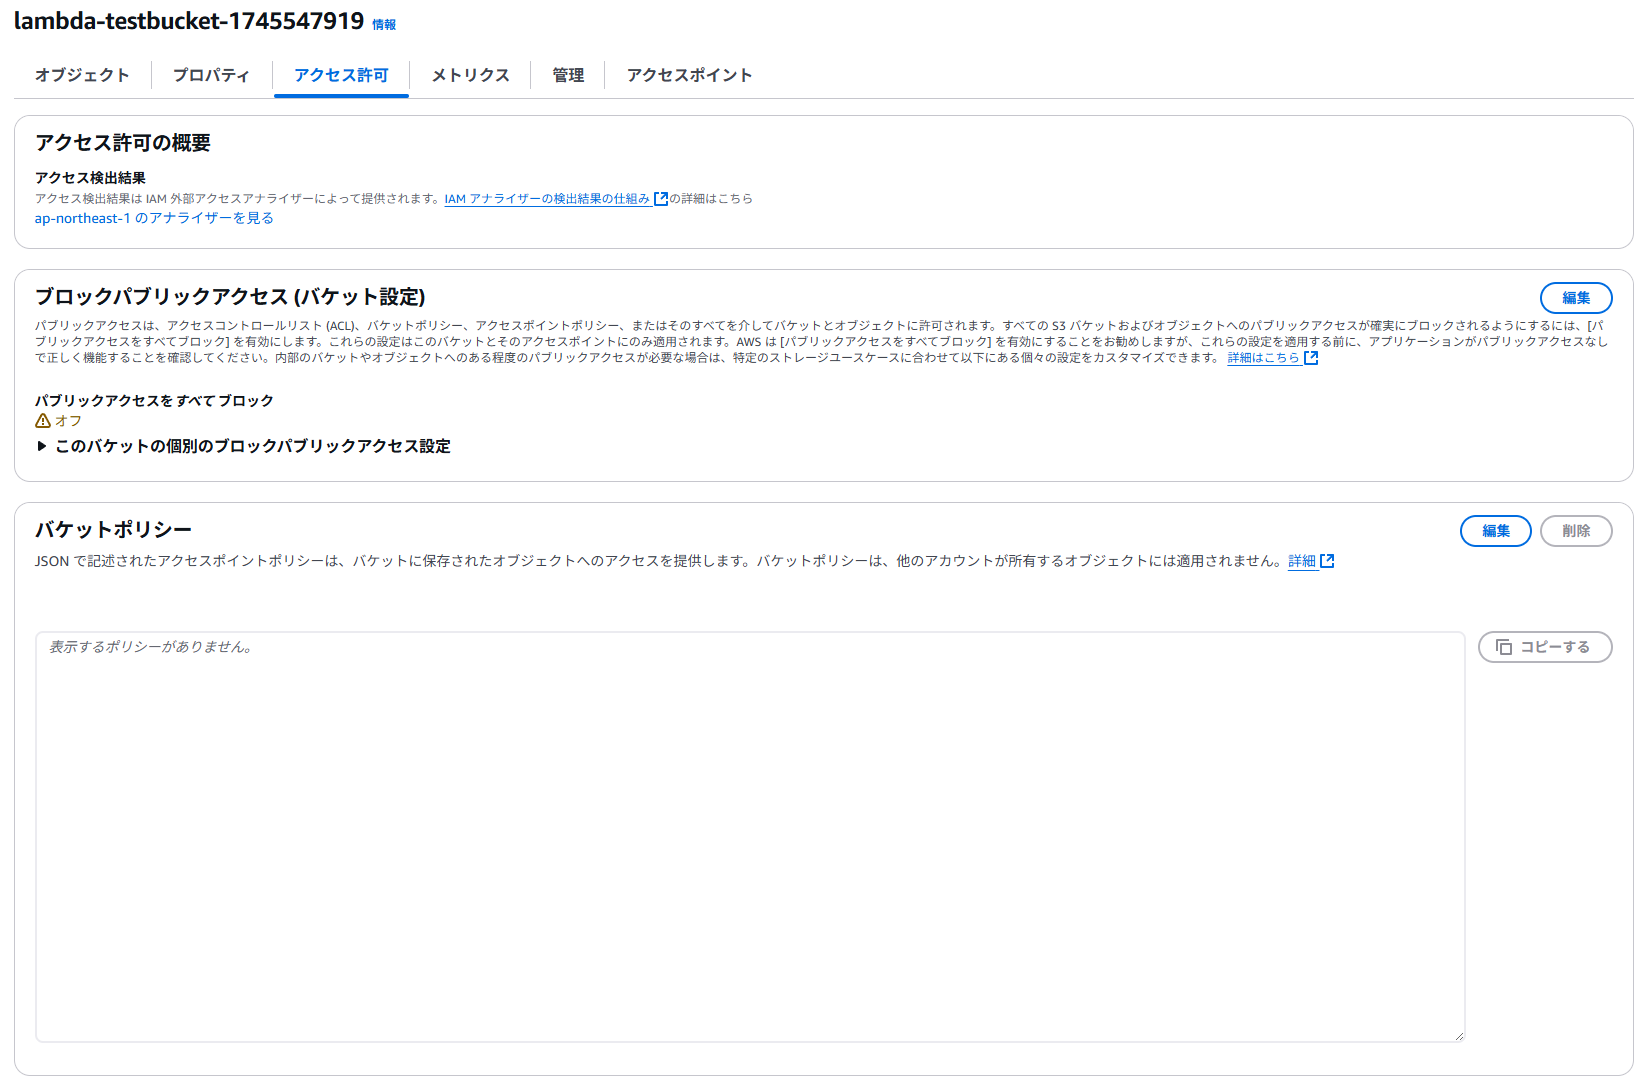 lambda-testbucket-1745547919 情報
オブジェクト プロパティ アクセス許可 メトリクス 管理 アクセスポイント
アクセス許可の概要
アクセス検出結果
アクセス検出結果は IAM 外部アクセスアナライザーによって提供されます。IAM アナライザーの検出結果の仕組み の詳細はこちら
ap-northeast-1 のアナライザーを見る
ブロックパブリックアクセス (バケット設定) 編集
パブリックアクセスは、アクセスコントロールリスト (ACL)、バケットポリシー、アクセスポイントポリシー、またはそのすべてを介してバケットとオブジェクトに許可されます。すべての S3 バケットおよびオブジェクトへのパブリックアクセスが確実にブロックされるようにするには、[パ
ブリックアクセスをすべてブロック] を有効にします。これらの設定はこのバケットとそのアクセスポイントにのみ適用されます。AWS は [パブリックアクセスをすべてブロック] を有効にすることをお勧めしますが、これらの設定を適用する前に、アプリケーションがパブリックアクセスなし
で正しく機能することを確認してください。内部のバケットやオブジェクトへのある程度のパブリックアクセスが必要な場合は、特定のストレージユースケースに合わせて以下にある個々の設定をカスタマイズできます。 詳細はこちら
パブリックアクセスをすべてブロック
オフ
このバケットの個別のブロックパブリックアクセス設定
バケットポリシー 編集 削除
JSON で記述されたアクセスポイントポリシーは、バケットに保存されたオブジェクトへのアクセスを提供します。バケットポリシーは、他のアカウントが所有するオブジェクトには適用されません。詳細
表示するポリシーがありません。 コピーする